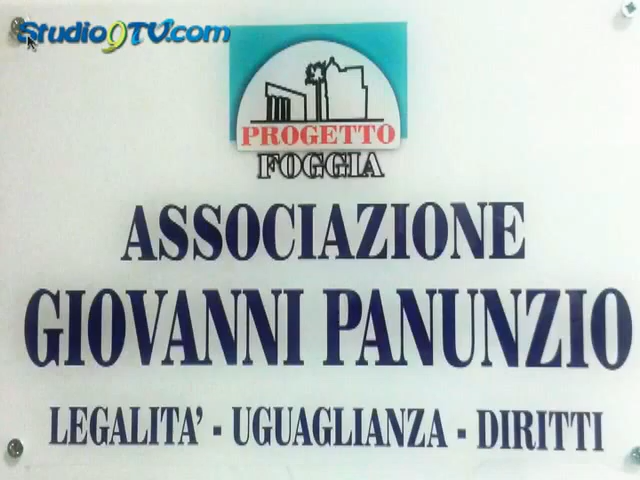 Studio9TV.com
PROGETTO
FOGGIA
ASSOCIAZIONE
GIOVANNI PANUNZIO
LEGALITA' - UGUAGLIANZA - DIRITTI